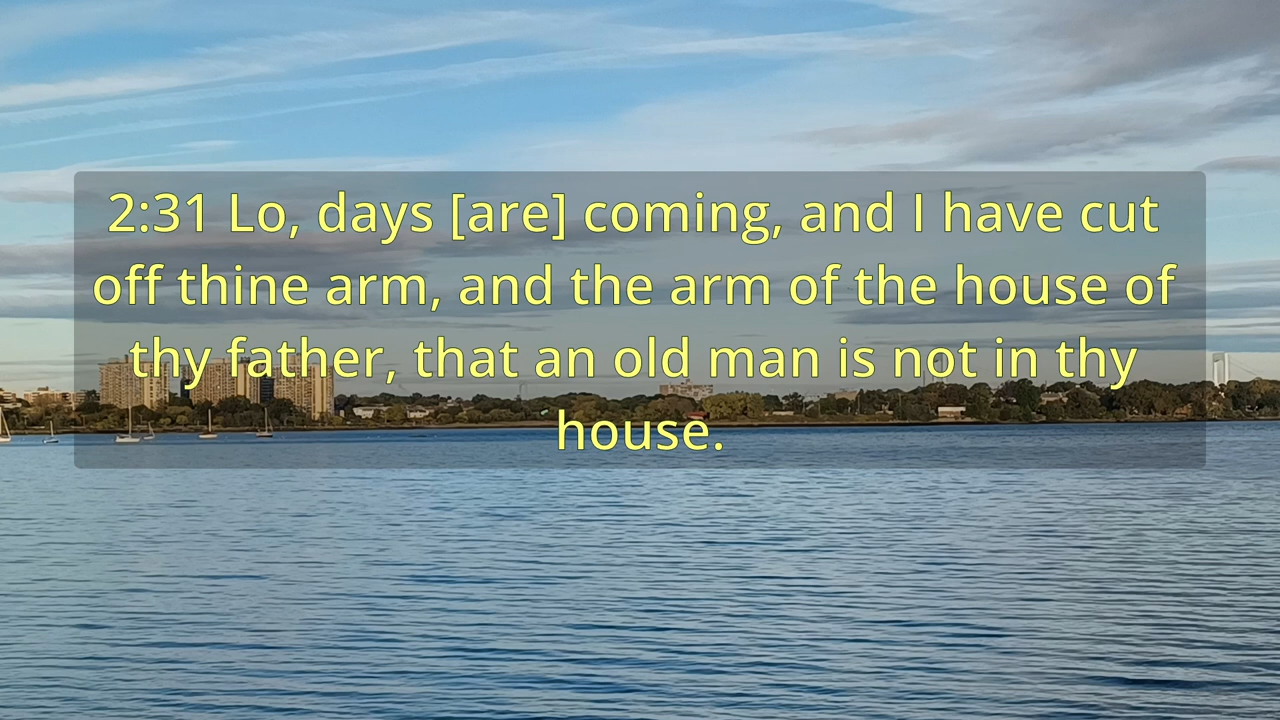 2:31 Lo, days [are] coming, and I have cut
off thine arm, and the arm of the house of
thy father, that an old man is not in thy
house.